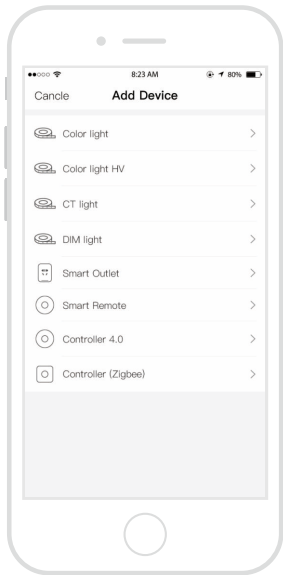 8:23 AM 80%
Cancle Add Device
Color light
Color light HV
CT light
DIM light
Smart Outlet
Smart Remote
Controller 4.0
Controller (Zigbee)